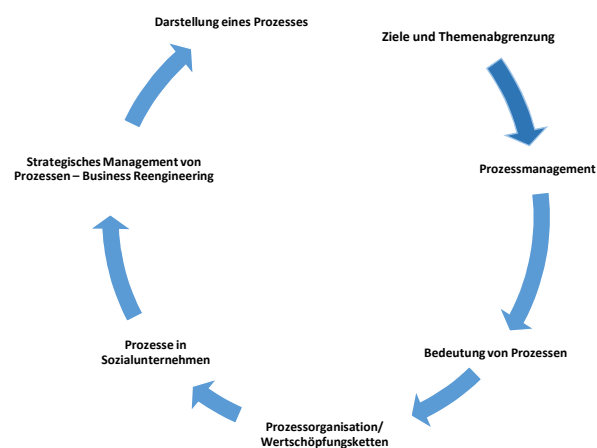 Darstellung eines Prozesses
Ziele und Themenabgrenzung
Prozessmanagement
Bedeutung von Prozessen
Prozessorganisation/
Wertschöpfungsketten
Prozesse in
Sozialunternehmen
Strategisches Management von
Prozessen – Business Reengineering